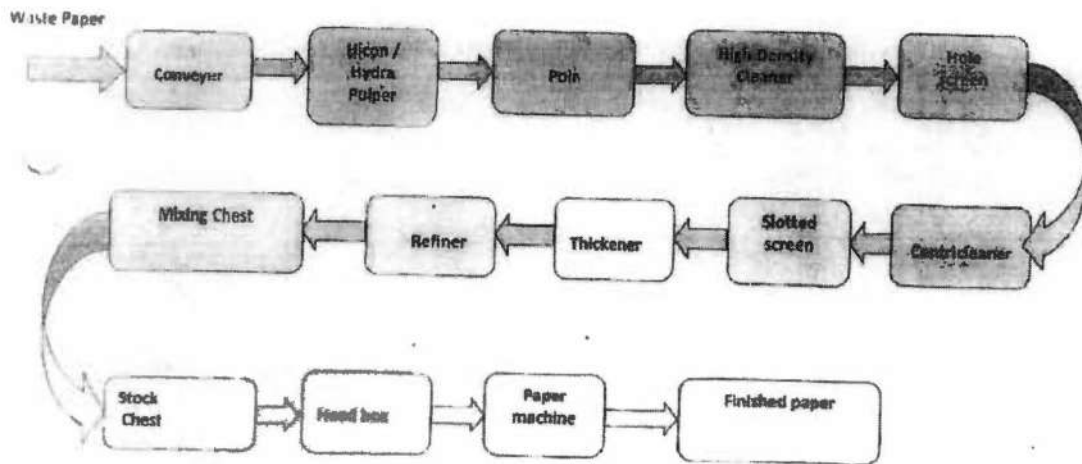 Waste Paper
Conveyer
Hicon /
Hydra
Pulper
High Density
Cleaner
Hole
screen
Mixing Chest
Refiner
Thickener
Slotted
screen
Centricleaner
Stock
Chest
Head box
Paper
machine
Finished paper